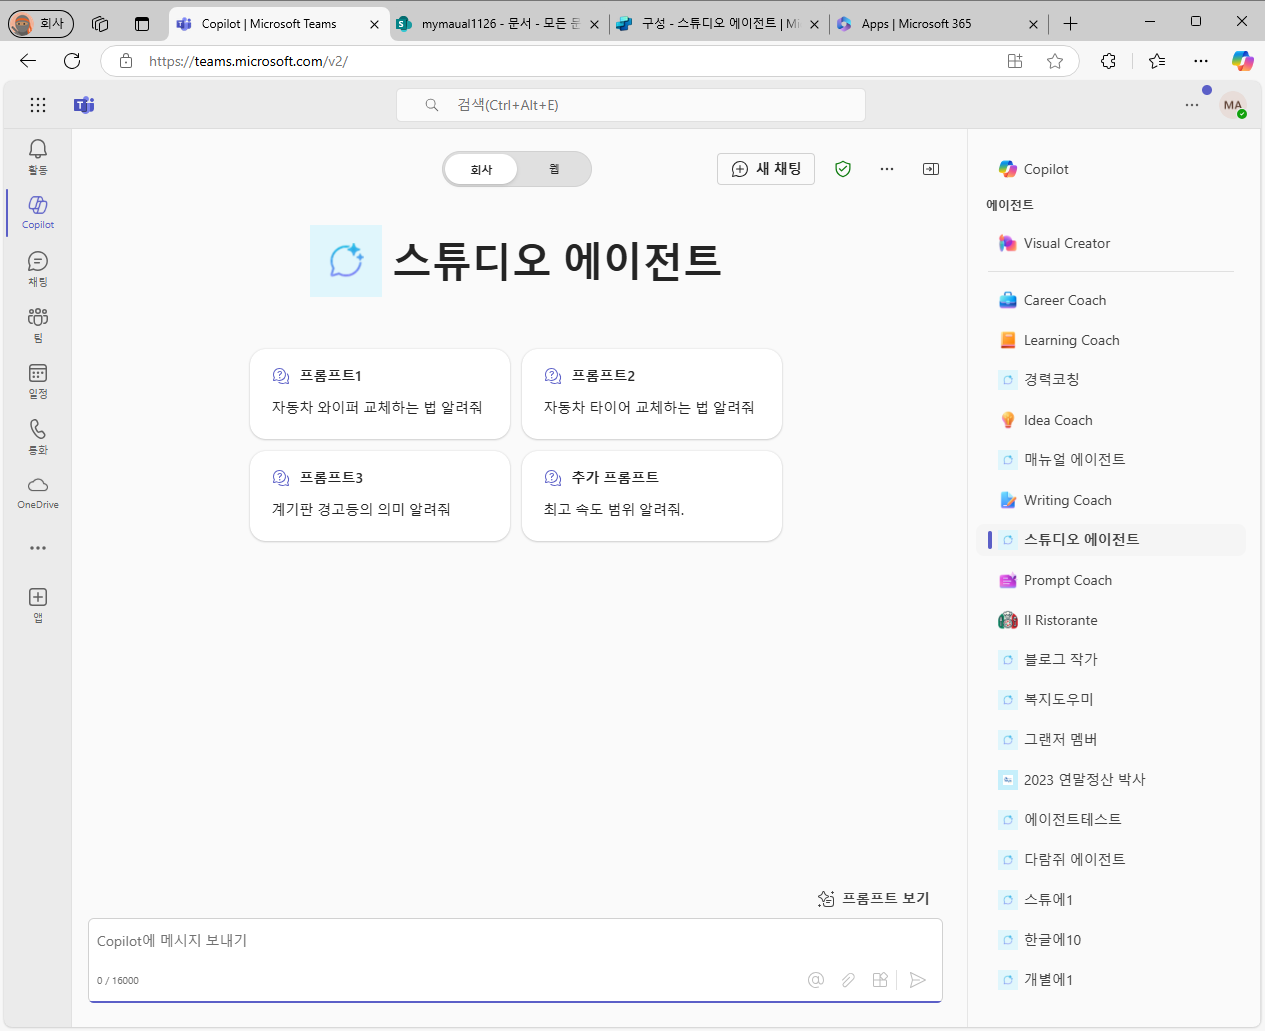 회사
Copilot | Microsoft Teams
mymaual1126 - 문서 - 모든 문
구성 - 스튜디오 에이전트 | Mi
Apps | Microsoft 365
https://teams.microsoft.com/v2/
검색(Ctrl+Alt+E)
MA
활동
Copilot
채팅
팀
일정
통화
OneDrive
앱
회사
웹
새 채팅
스튜디오 에이전트
프롬프트1
자동차 와이퍼 교체하는 법 알려줘
프롬프트2
자동차 타이어 교체하는 법 알려줘
프롬프트3
계기판 경고등의 의미 알려줘
추가 프롬프트
최고 속도 범위 알려줘.
프롬프트 보기
Copilot에 메시지 보내기
0 / 16000
Copilot
에이전트
Visual Creator
Career Coach
Learning Coach
경력코칭
Idea Coach
매뉴얼 에이전트
Writing Coach
스튜디오 에이전트
Prompt Coach
Il Ristorante
블로그 작가
복지도우미
그랜저 멤버
2023 연말정산 박사
에이전트테스트
다람쥐 에이전트
스튜에1
한글에10
개별에1